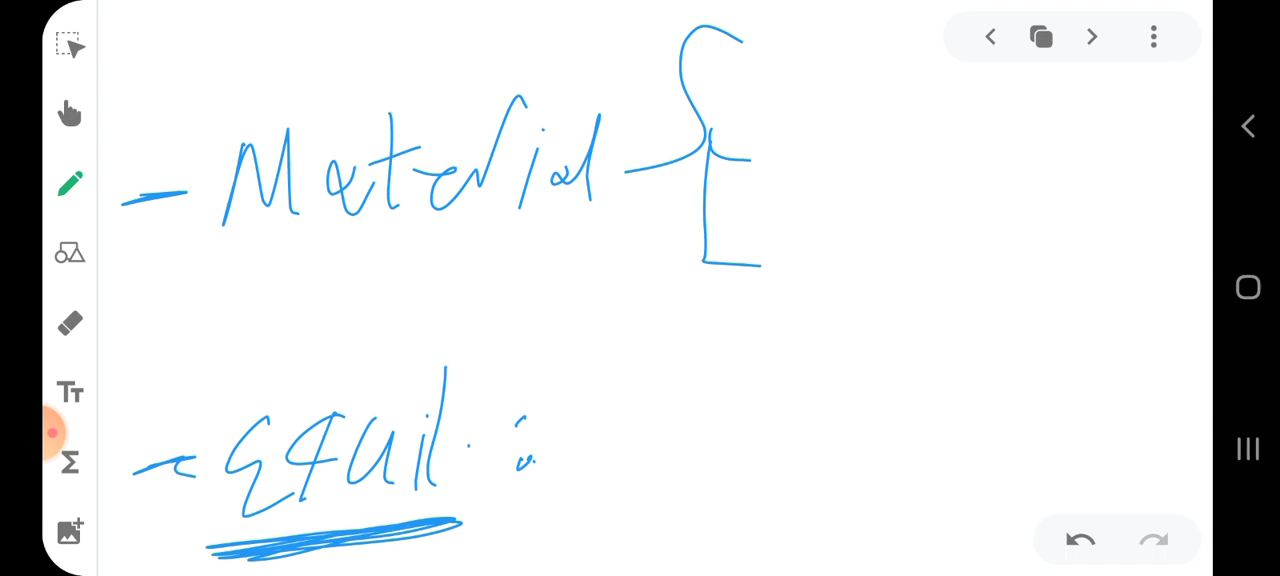 - Material {
- Equil. :